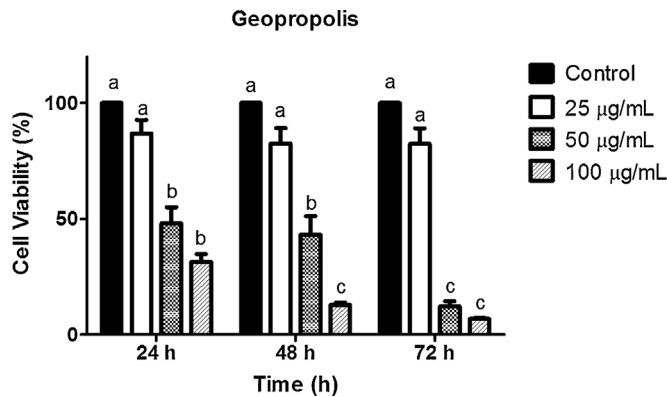 Geopropolis
Cell Viability (%)
100
50
0
a
a
b
b
a
a
b
c
a
a
c
c
24 h
48 h
72 h
Time (h)
Control
25 μg/mL
50 μg/mL
100 μg/mL